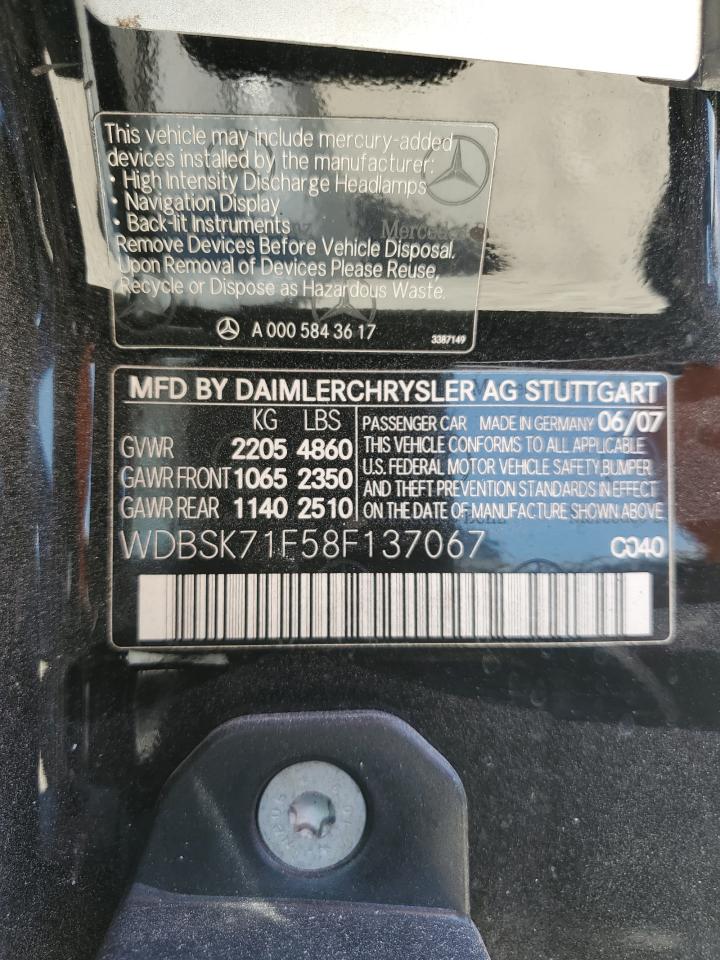 This vehicle may include mercury-added
devices installed by the manufacturer:
• High Intensity Discharge Headlamps
• Navigation Display
• Back-lit Instruments
Remove Devices Before Vehicle Disposal.
Upon Removal of Devices Please Reuse,
Recycle or Dispose as Hazardous Waste.
A 000 584 36 17
3387149
MFD BY DAIMLERCHRYSLER AG STUTTGART
KG LBS
GVWR 2205 4860
GAWR FRONT 1065 2350
GAWR REAR 1140 2510
PASSENGER CAR MADE IN GERMANY 06/07
THIS VEHICLE CONFORMS TO ALL APPLICABLE
U.S. FEDERAL MOTOR VEHICLE SAFETY, BUMPER
AND THEFT PREVENTION STANDARDS IN EFFECT
ON THE DATE OF MANUFACTURE SHOWN ABOVE.
WDBSK71F58F137067 C040